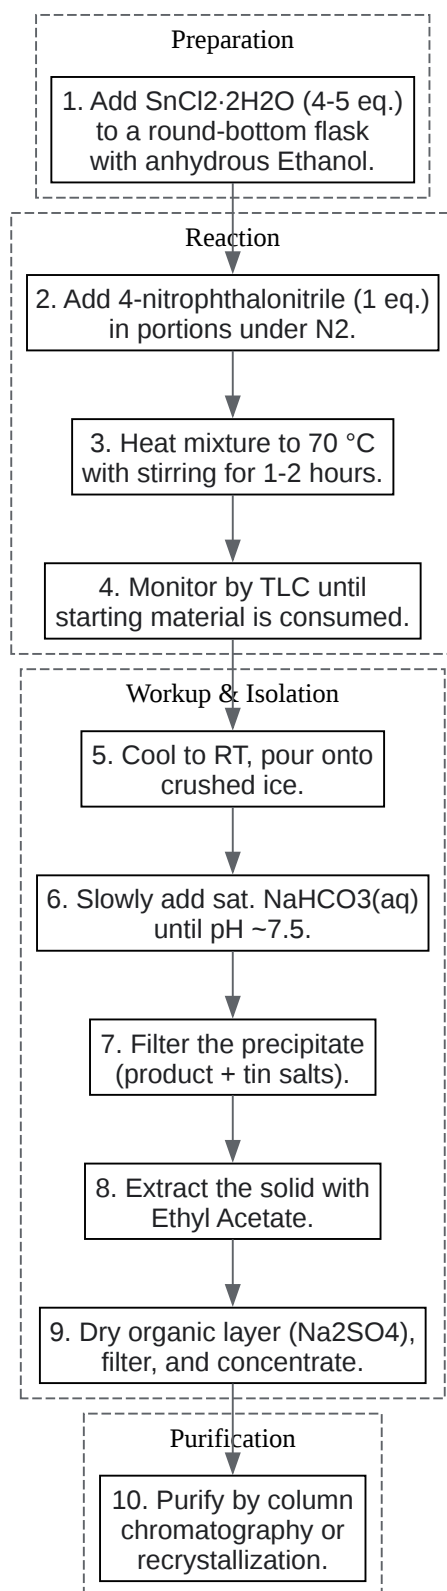 Preparation
1. Add SnCl2·2H2O (4-5 eq.)
to a round-bottom flask
with anhydrous Ethanol.
Reaction
2. Add 4-nitrophthalonitrile (1 eq.)
in portions under N2.
3. Heat mixture to 70 °C
with stirring for 1-2 hours.
4. Monitor by TLC until
starting material is consumed.
Workup & Isolation
5. Cool to RT, pour onto
crushed ice.
6. Slowly add sat. NaHCO3(aq)
until pH ~7.5.
7. Filter the precipitate
(product + tin salts).
8. Extract the solid with
Ethyl Acetate.
9. Dry organic layer (Na2SO4),
filter, and concentrate.
Purification
10. Purify by column
chromatography or
recrystallization.